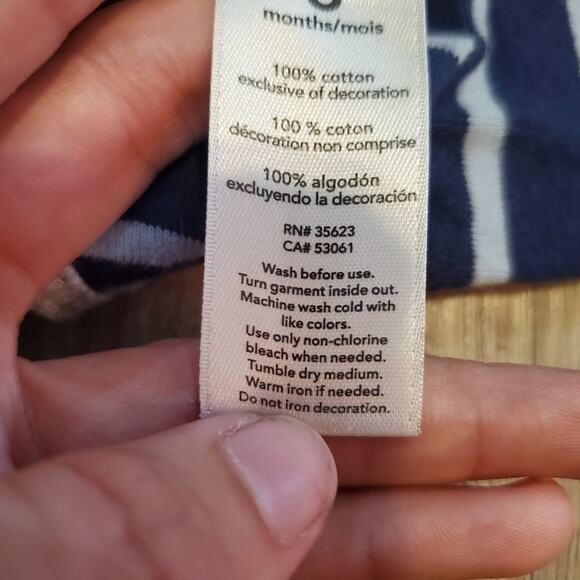 months/mois
100% cotton
exclusive of decoration
100 % coton
décoration non comprise
100% algodón
excluyendo la decoración
RN# 35623
CA# 53061
Wash before use.
Turn garment inside out.
Machine wash cold with
like colors.
Use only non-chlorine
bleach when needed.
Tumble dry medium.
Warm iron if needed.
Do not iron decoration.